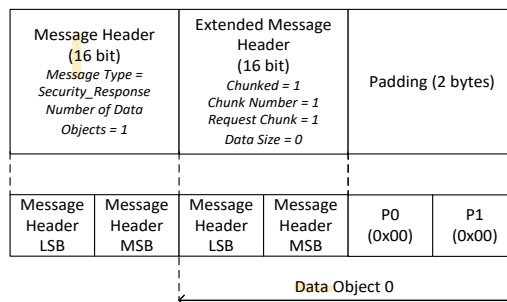 Message Header
(16 bit)
Message Type =
Security_Response
Number of Data
Objects = 1
Extended Message
Header
(16 bit)
Chunked = 1
Chunk Number = 1
Request Chunk = 1
Data Size = 0
Padding (2 bytes)
Message
Header
LSB
Message
Header
MSB
Message
Header
LSB
Message
Header
MSB
P0
(0x00)
P1
(0x00)
Data Object 0